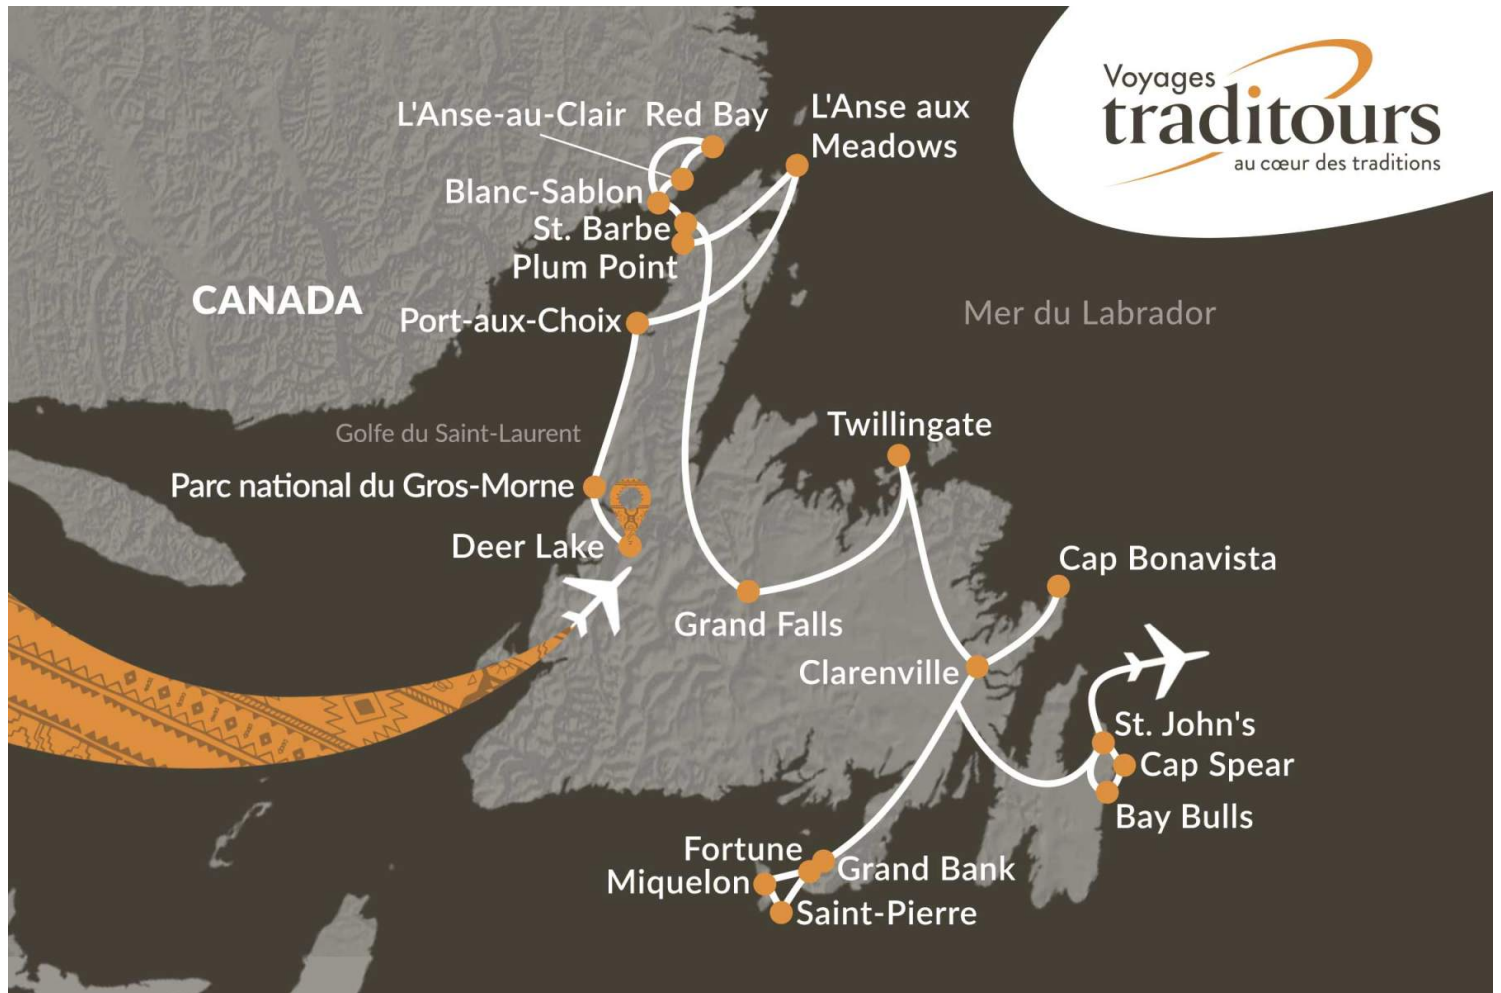 Voyages
traditours
au cœur des traditions
L'Anse-au-Clair
Red Bay
L'Anse aux
Meadows
Blanc-Sablon
St. Barbe
Plum Point
CANADA
Port-aux-Choix
Mer du Labrador
Golfe du Saint-Laurent
Twillingate
Parc national du Gros-Morne
Deer Lake
Cap Bonavista
Grand Falls
Clarenville
St. John's
Cap Spear
Bay Bulls
Fortune
Grand Bank
Miquelon
Saint-Pierre